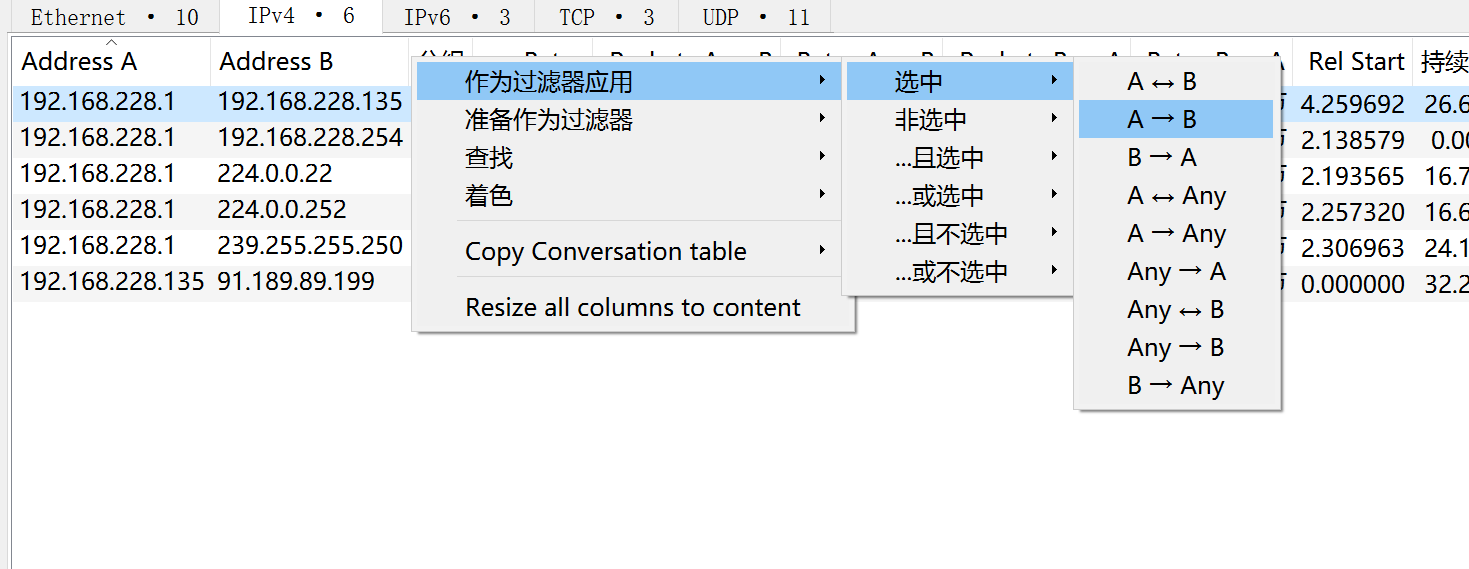 Ethernet • 10 IPv4 • 6 IPv6 • 3 TCP • 3 UDP • 11
Address A Address B Rel Start 持续
192.168.228.1 192.168.228.135 4.259692 26.6
192.168.228.1 192.168.228.254 2.138579 0.00
192.168.228.1 224.0.0.22 2.193565 16.7
192.168.228.1 224.0.0.252 2.257320 16.6
192.168.228.1 239.255.255.250 2.306963 24.1
192.168.228.135 91.189.89.199 0.000000 32.2
作为过滤器应用
准备作为过滤器
查找
着色
Copy Conversation table
Resize all columns to content
选中
非选中
...且选中
...或选中
...且不选中
...或不选中
A ↔ B
A → B
B → A
A ↔ Any
A → Any
Any → A
Any ↔ B
Any → B
B → Any